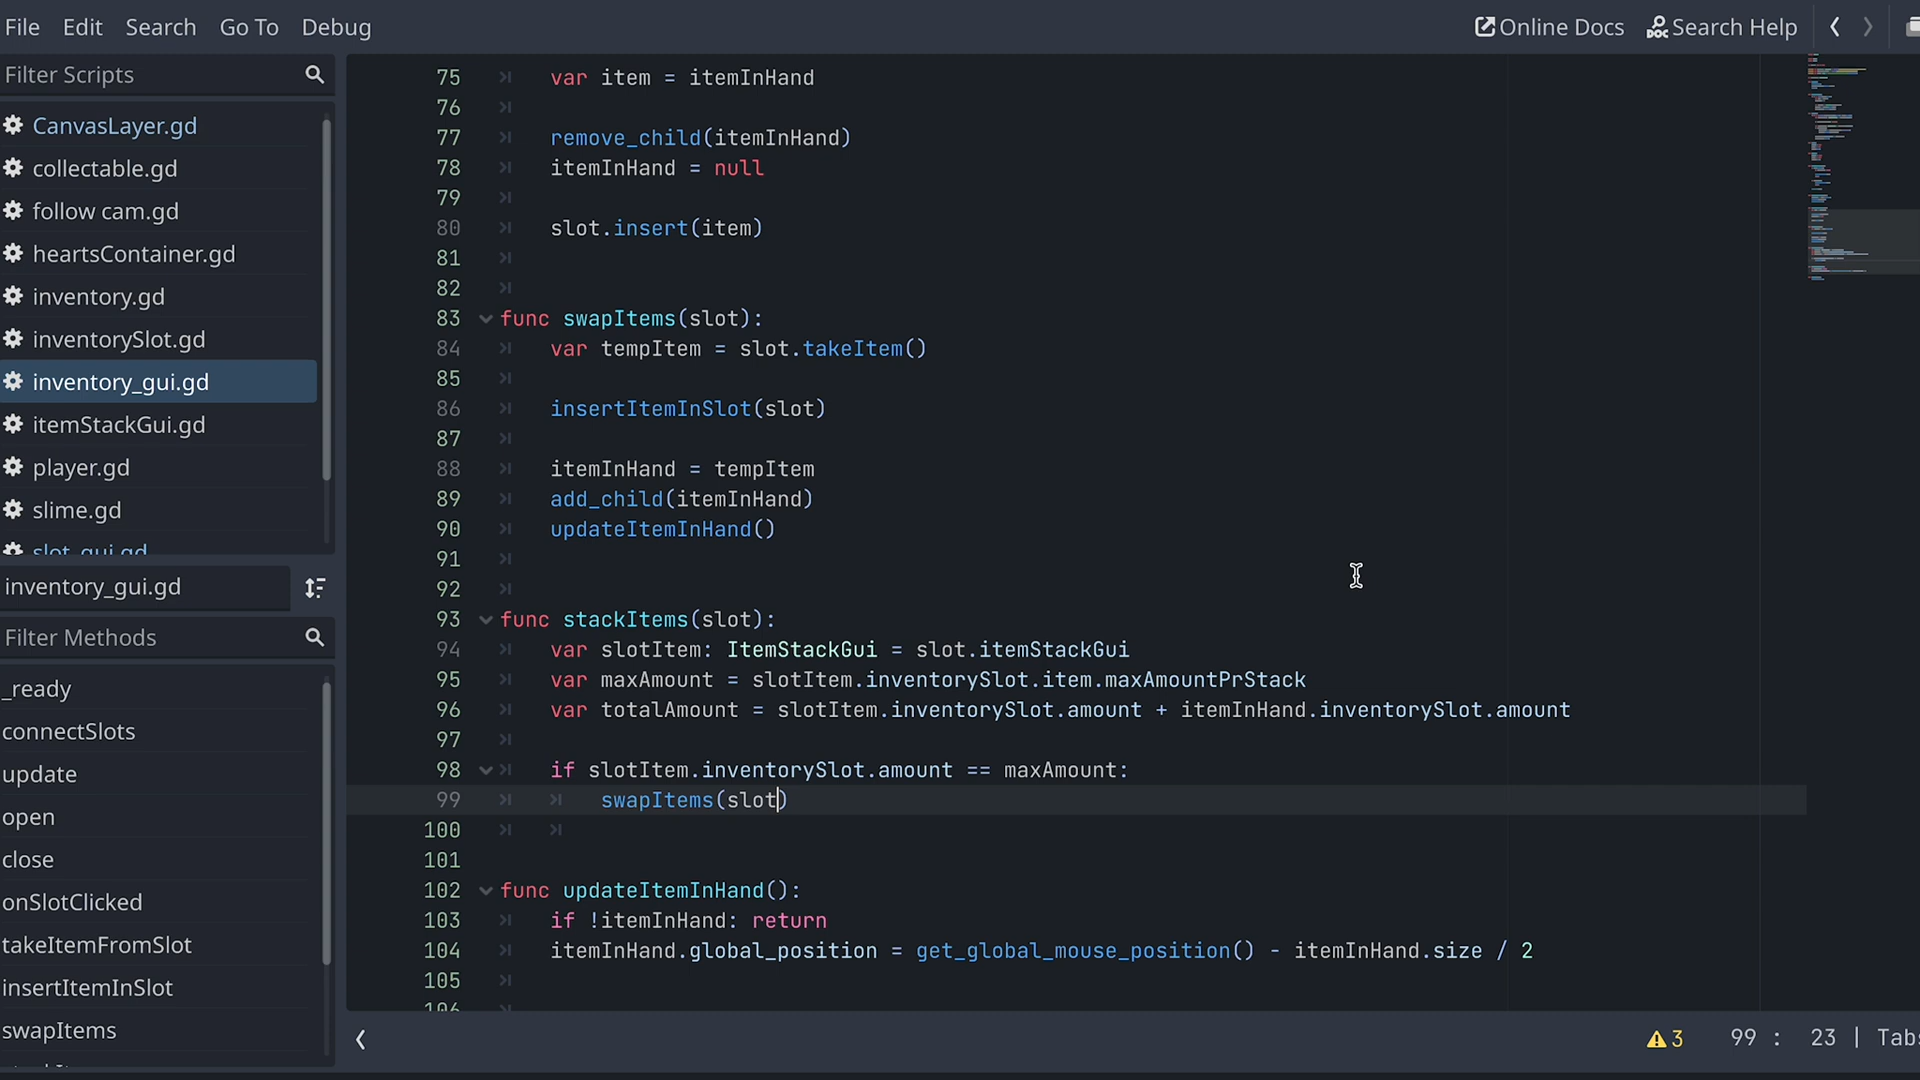 File Edit Search Go To Debug Online Docs Search Help
Filter Scripts
CanvasLayer.gd
collectable.gd
follow cam.gd
heartsContainer.gd
inventory.gd
inventorySlot.gd
inventory_gui.gd
itemStackGui.gd
player.gd
slime.gd
slot_gui.gd
inventory_gui.gd
Filter Methods
_ready
connectSlots
update
open
close
onSlotClicked
takeItemFromSlot
insertItemInSlot
swapItems
75 var item = itemInHand
76
77 remove_child(itemInHand)
78 itemInHand = null
79
80 slot.insert(item)
81
82
83 func swapItems(slot):
84 var tempItem = slot.takeItem()
85
86 insertItemInSlot(slot)
87
88 itemInHand = tempItem
89 add_child(itemInHand)
90 updateItemInHand()
91
92
93 func stackItems(slot):
94 var slotItem: ItemStackGui = slot.itemStackGui
95 var maxAmount = slotItem.inventorySlot.item.maxAmountPrStack
96 var totalAmount = slotItem.inventorySlot.amount + itemInHand.inventorySlot.amount
97
98 if slotItem.inventorySlot.amount == maxAmount:
99 swapItems(slot)
100
101
102 func updateItemInHand():
103 if !itemInHand: return
104 itemInHand.global_position = get_global_mouse_position() - itemInHand.size / 2
105
106
3 99 : 23 | Tabs